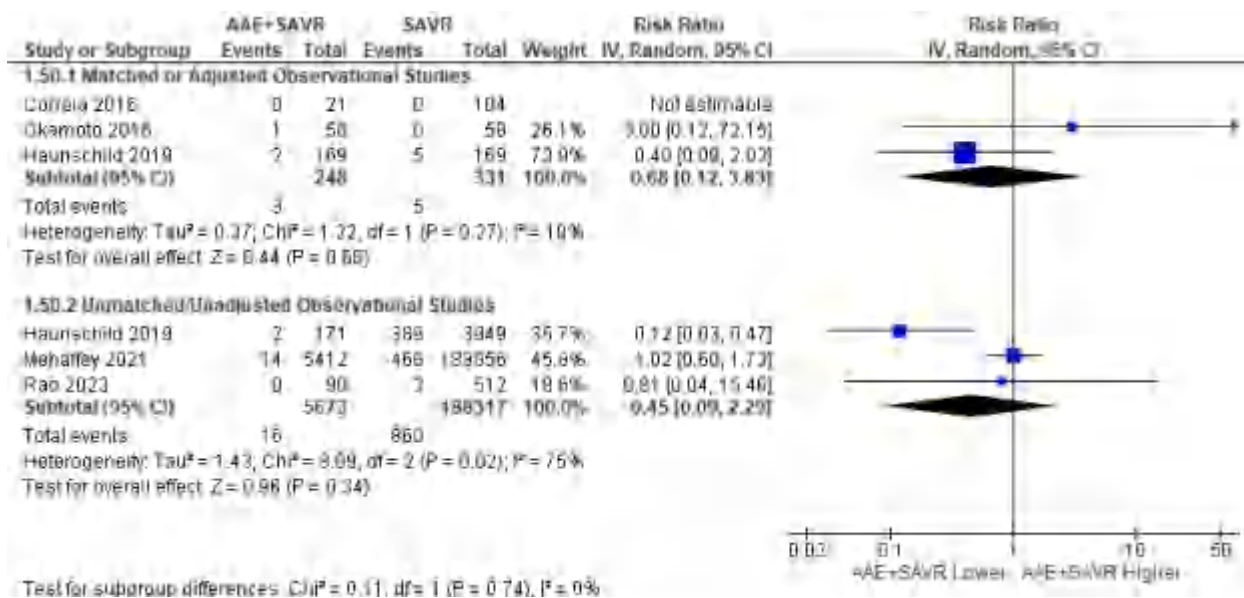 AAE+SAVR SAVR Risk Ratio Risk Ratio
Study or Subgroup Events Total Events Total Weight IV, Random, 95% CI IV, Random, 95% CI
1.50.1 Matched or Adjusted Observational Studies
Correia 2016 0 21 0 104 Not estimable
Okamoto 2016 1 58 0 58 26.1% 3.00 [0.12, 72.15]
Haunschild 2019 2 169 5 169 73.9% 0.40 [0.08, 2.03]
Subtotal (95% CI) 248 331 100.0% 0.68 [0.12, 3.83]
Total events 3 5
Heterogeneity: Tau² = 0.37; Chi² = 1.22, df = 1 (P = 0.27); I² = 18%
Test for overall effect: Z = 0.44 (P = 0.66)
1.50.2 Unmatched/Unadjusted Observational Studies
Haunschild 2019 2 171 3949 35.7% 0.12 [0.03, 0.47]
Mehaffey 2021 14 5412 183856 1.02 [0.60, 1.73]
Rao 2023 0 90 3 512 18.6% 0.81 [0.04, 15.46]
Subtotal (95% CI) 5673 188317 100.0% 0.45 [0.09, 2.29]
Total events 16 860
Heterogeneity: Tau² = 1.43; Chi² = 8.09, df = 2 (P = 0.02); I² = 75%
Test for overall effect: Z = 0.96 (P = 0.34)
0.02 0.1 1 10 50
AAE+SAVR Lower AAE+SAVR Higher
Test for subgroup differences: Chi² = 0.11, df = 1 (P = 0.74), I² = 0%